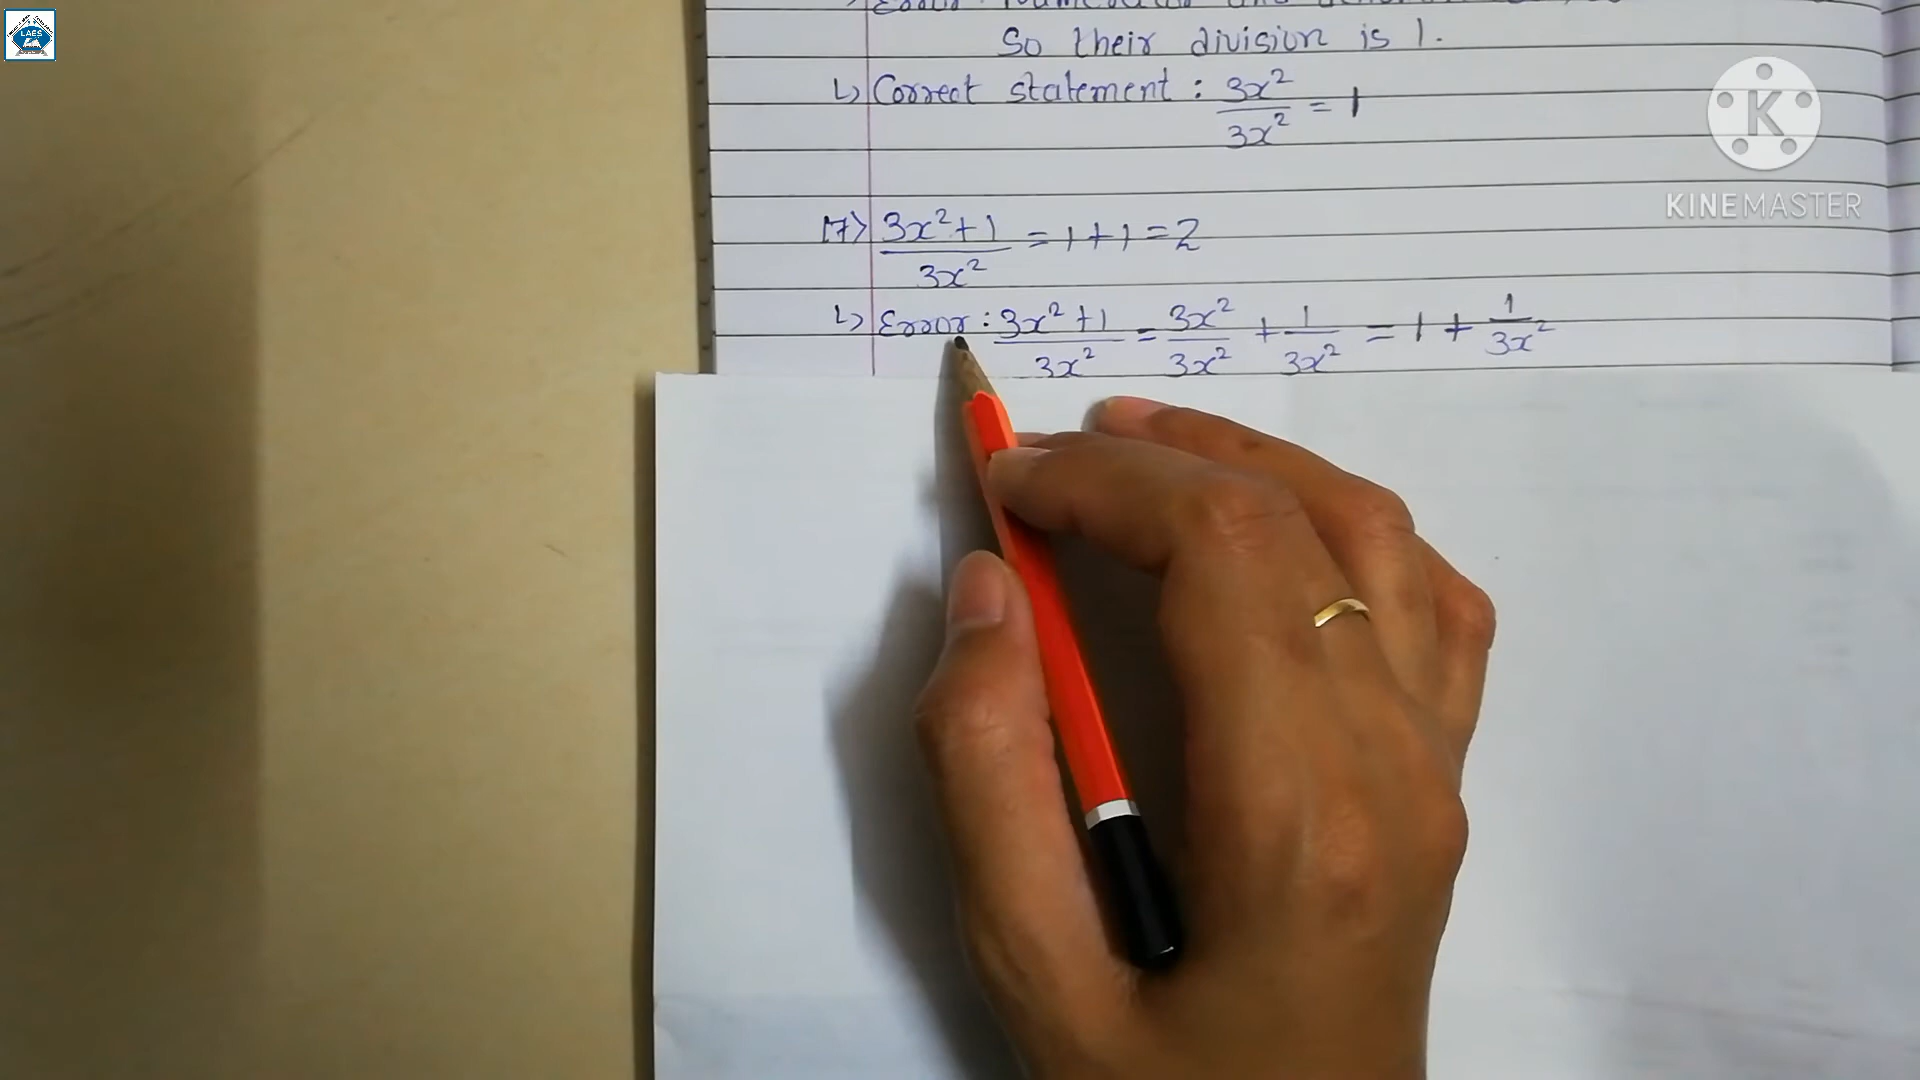 LAES
So their division is 1.
↳ Correct statement : 3x²/3x² = 1
KINEMASTER
K
17) 3x²+1/3x² = 1+1 = 2
↳ Error : 3x²+1/3x² = 3x²/3x² + 1/3x² = 1 + 1/3x²